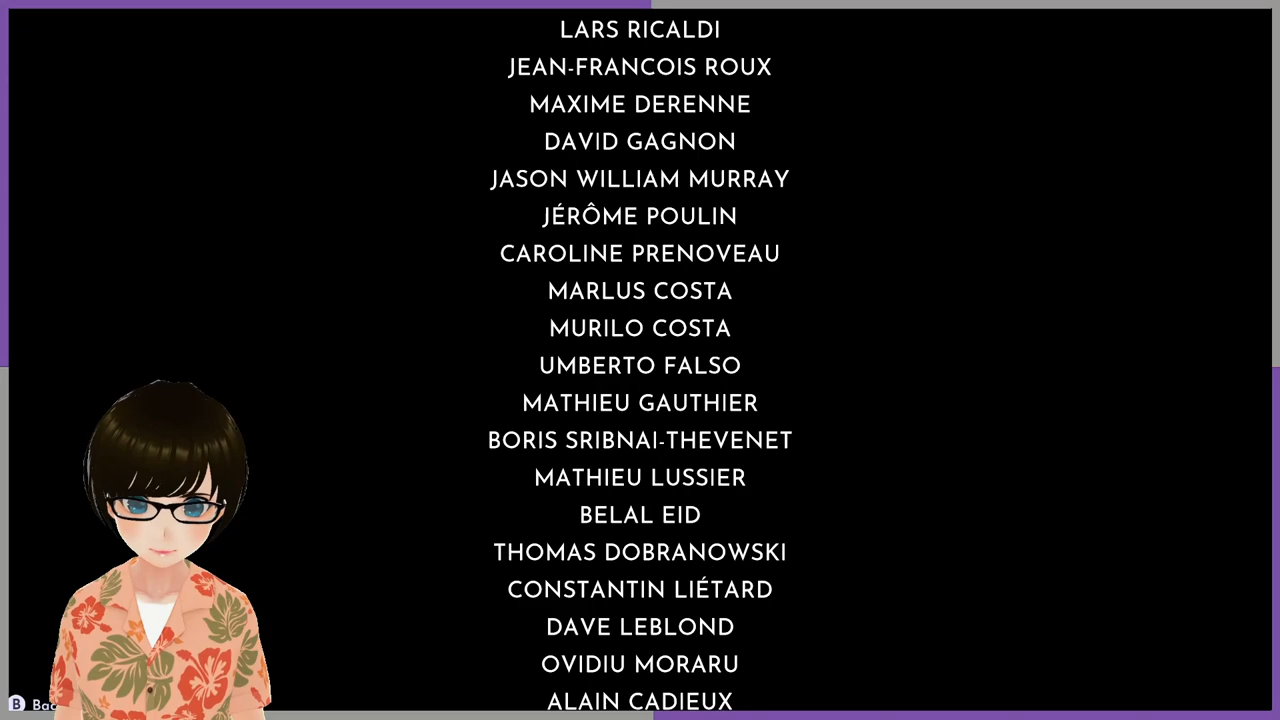 LARS RICALDI
JEAN-FRANCOIS ROUX
MAXIME DERENNE
DAVID GAGNON
JASON WILLIAM MURRAY
JÉRÔME POULIN
CAROLINE PRENOVEAU
MARLUS COSTA
MURILO COSTA
UMBERTO FALSO
MATHIEU GAUTHIER
BORIS SRIBNAI-THEVENET
MATHIEU LUSSIER
BELAL EID
THOMAS DOBRANOWSKI
CONSTANTIN LIÉTARD
DAVE LEBLOND
OVIDIU MORARU
ALAIN CADIEUX
B